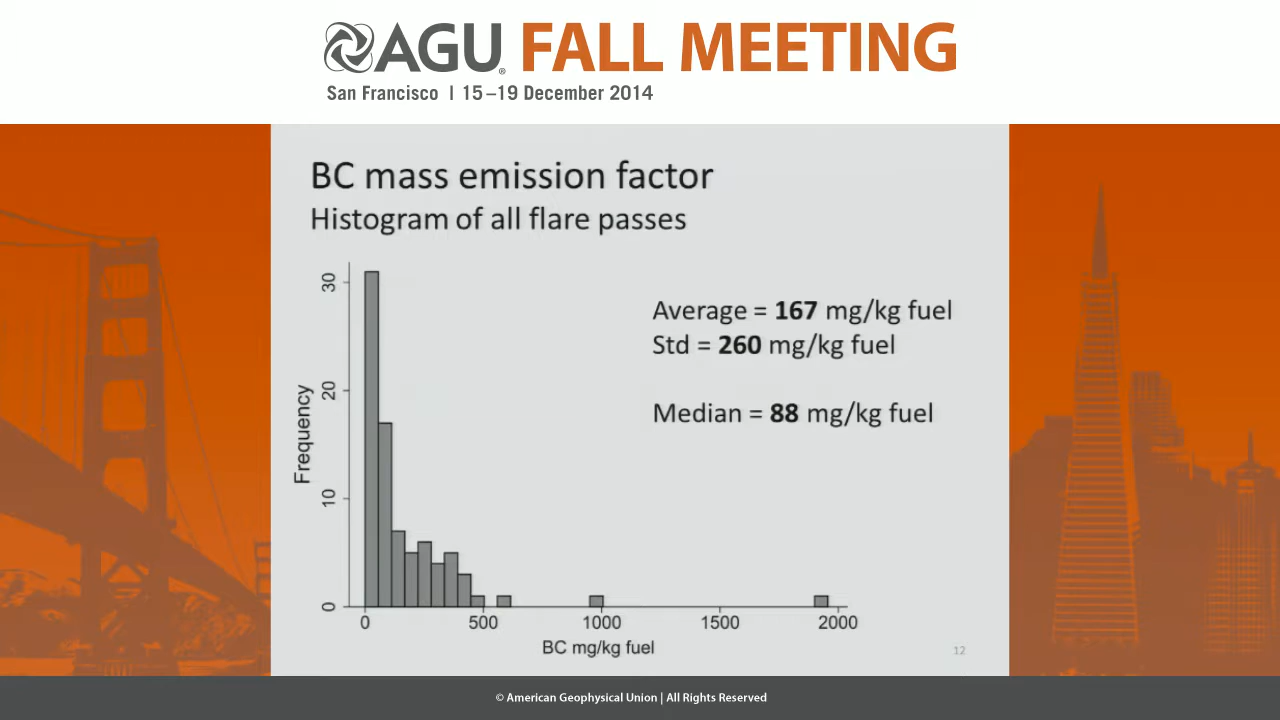 AGU® FALL MEETING
San Francisco | 15–19 December 2014
BC mass emission factor
Histogram of all flare passes
Average = 167 mg/kg fuel
Std = 260 mg/kg fuel
Median = 88 mg/kg fuel
Frequency
30
20
10
0
0 500 1000 1500 2000
BC mg/kg fuel
12
© American Geophysical Union | All Rights Reserved